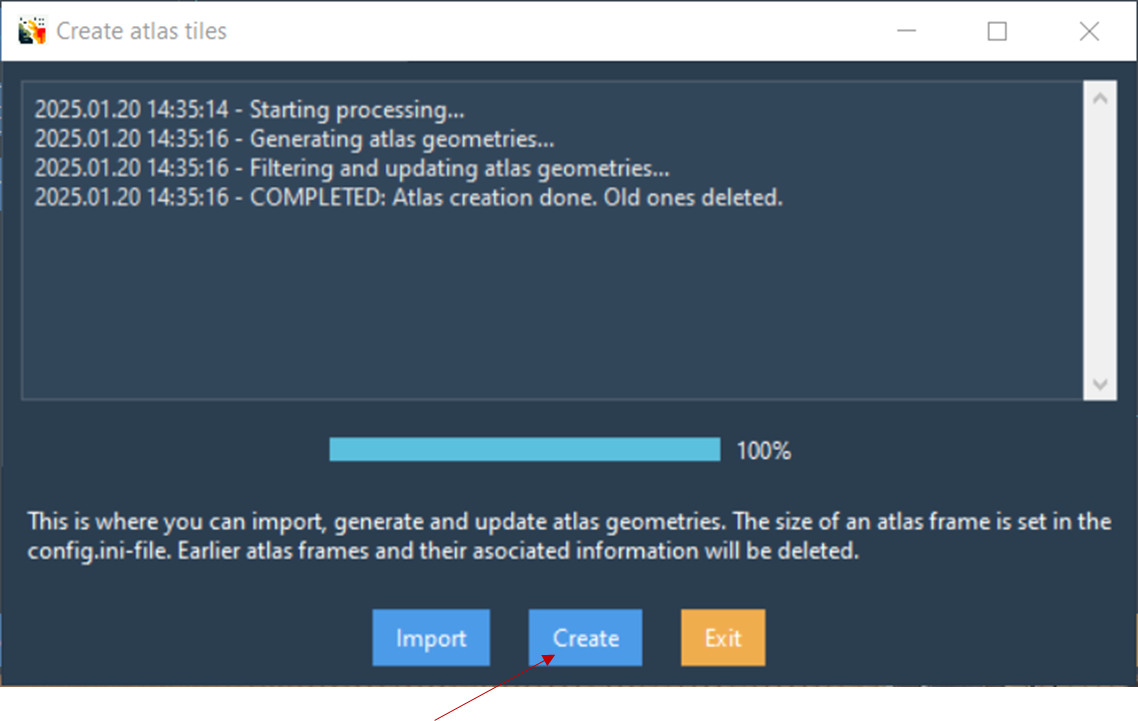 Create atlas tiles
2025.01.20 14:35:14 - Starting processing...
2025.01.20 14:35:16 - Generating atlas geometries...
2025.01.20 14:35:16 - Filtering and updating atlas geometries...
2025.01.20 14:35:16 - COMPLETED: Atlas creation done. Old ones deleted.
100%
This is where you can import, generate and update atlas geometries. The size of an atlas frame is set in the
config.ini-file. Earlier atlas frames and their asociated information will be deleted.
Import Create Exit